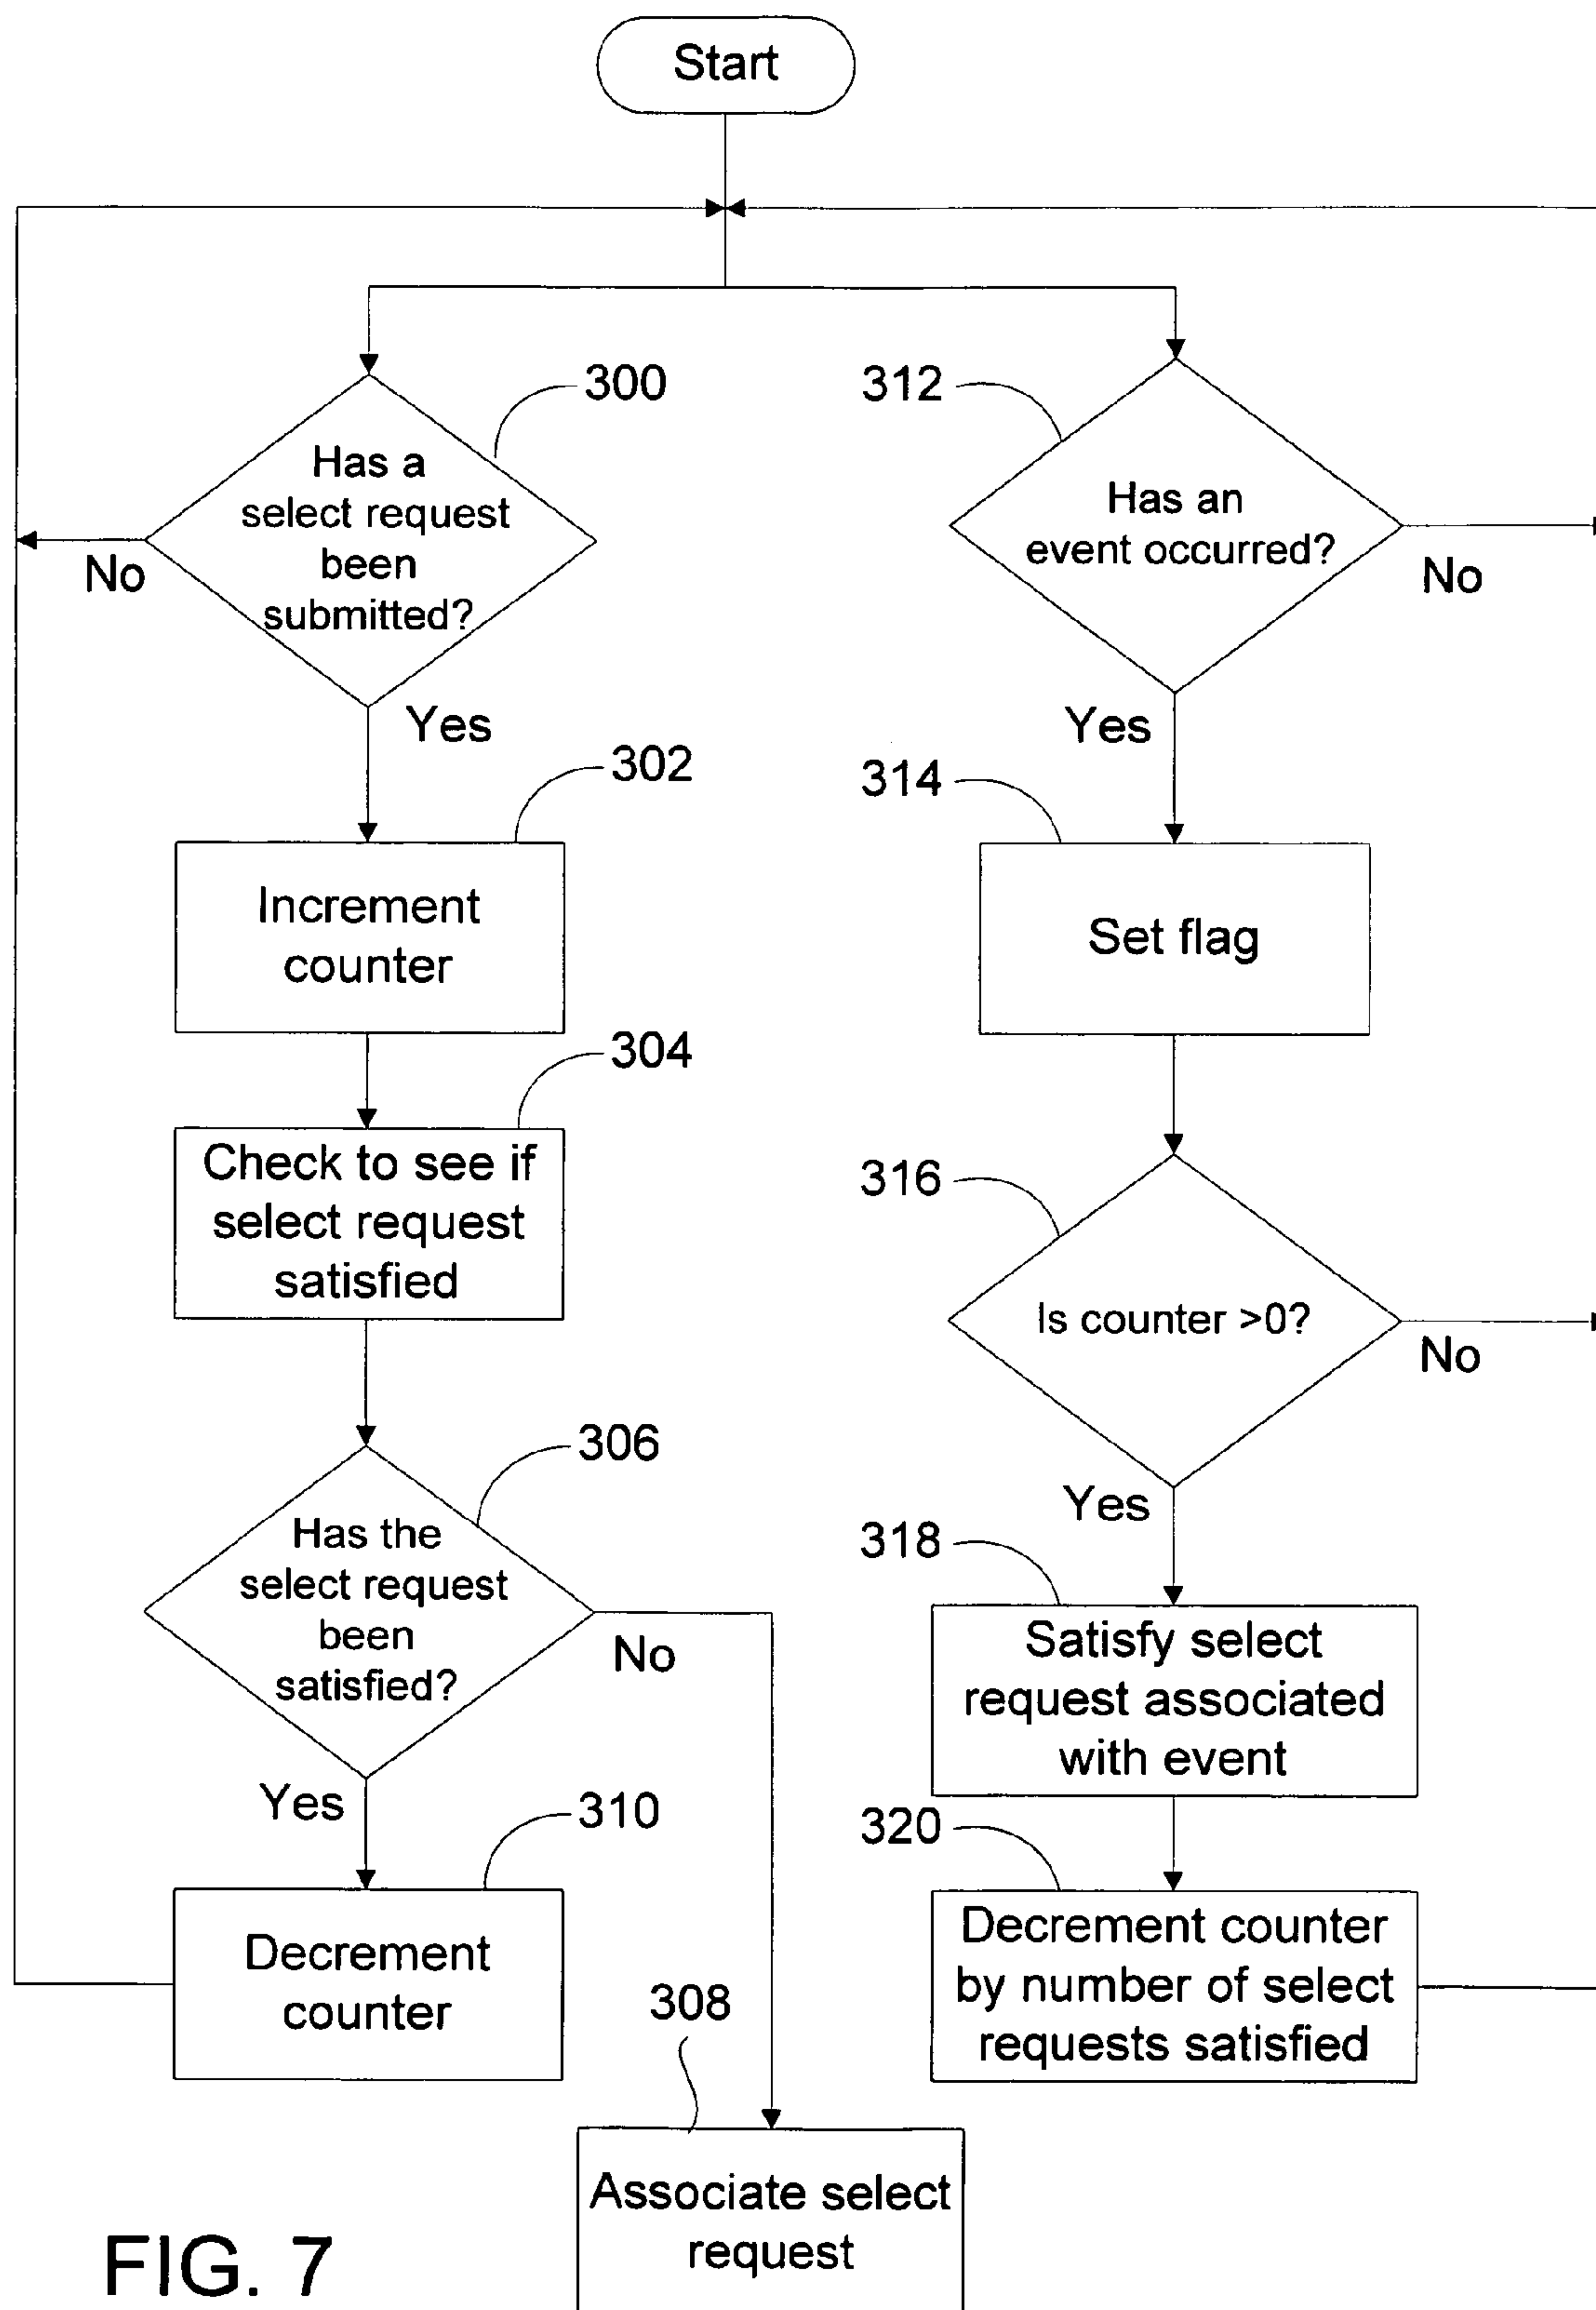 Start
300
Has a
select request
been
submitted?
No
Yes
302
Increment
counter
304
Check to see if
select request
satisfied
306
Has the
select request
been
satisfied?
No
Yes
310
Decrement
counter
308
Associate select
request
312
Has an
event occurred?
No
Yes
314
Set flag
316
Is counter >0?
No
Yes
318
Satisfy select
request associated
with event
320
Decrement counter
by number of select
requests satisfied
FIG. 7